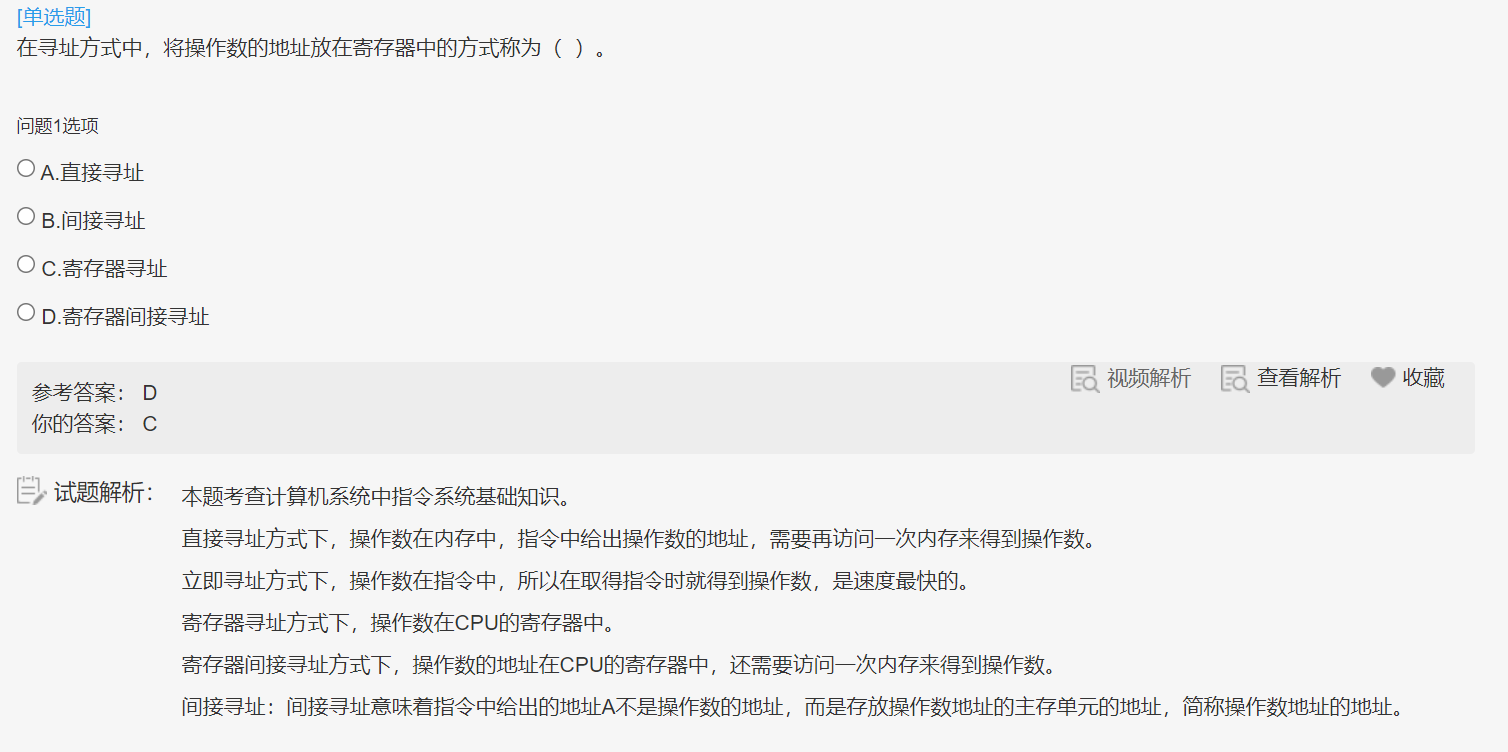 [单选题]
在寻址方式中，将操作数的地址放在寄存器中的方式称为（  ）。
问题1选项
A.直接寻址
B.间接寻址
C.寄存器寻址
D.寄存器间接寻址
视频解析 查看解析 收藏
参考答案： D
你的答案： C
试题解析： 本题考查计算机系统中指令系统基础知识。
直接寻址方式下，操作数在内存中，指令中给出操作数的地址，需要再访问一次内存来得到操作数。
立即寻址方式下，操作数在指令中，所以在取得指令时就得到操作数，是速度最快的。
寄存器寻址方式下，操作数在CPU的寄存器中。
寄存器间接寻址方式下，操作数的地址在CPU的寄存器中，还需要访问一次内存来得到操作数。
间接寻址：间接寻址意味着指令中给出的地址A不是操作数的地址，而是存放操作数地址的主存单元的地址，简称操作数地址的地址。